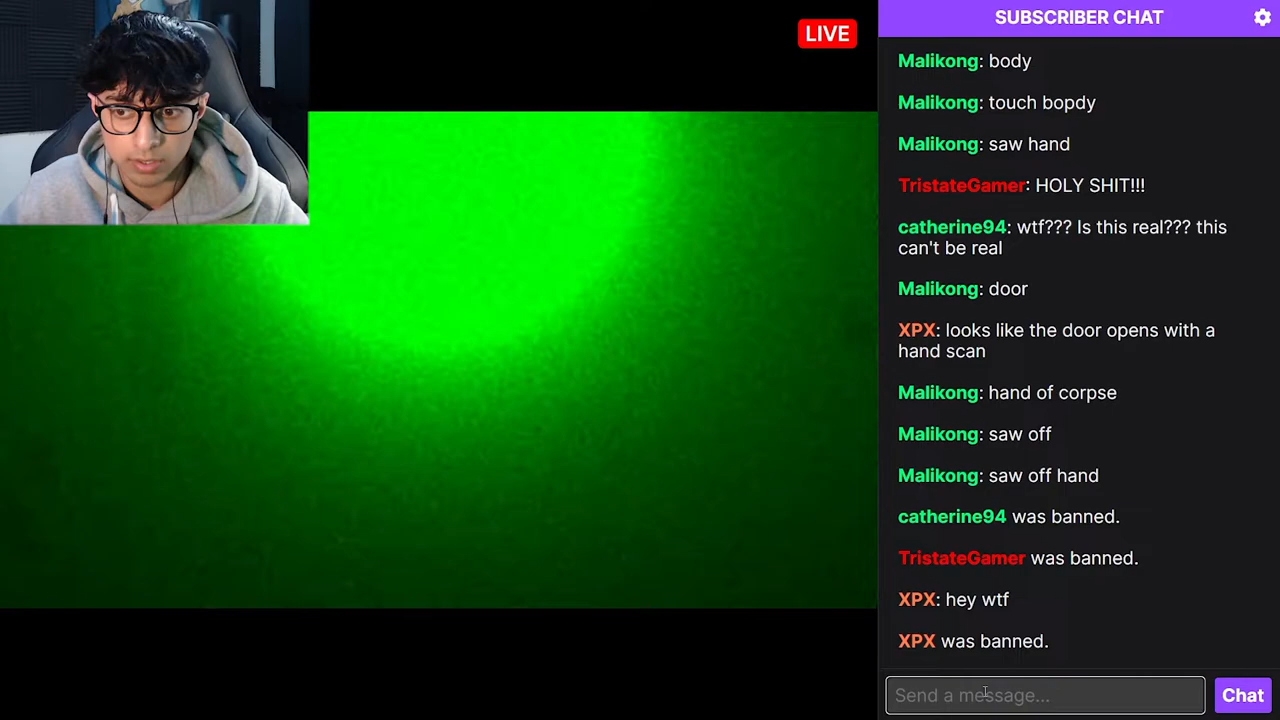 LIVE
SUBSCRIBER CHAT
Malikong: body
Malikong: touch bopdy
Malikong: saw hand
TristateGamer: HOLY SHIT!!!
catherine94: wtf??? Is this real??? this
can't be real
Malikong: door
XPX: looks like the door opens with a
hand scan
Malikong: hand of corpse
Malikong: saw off
Malikong: saw off hand
catherine94 was banned.
TristateGamer was banned.
XPX: hey wtf
XPX was banned.
Send a message...
Chat